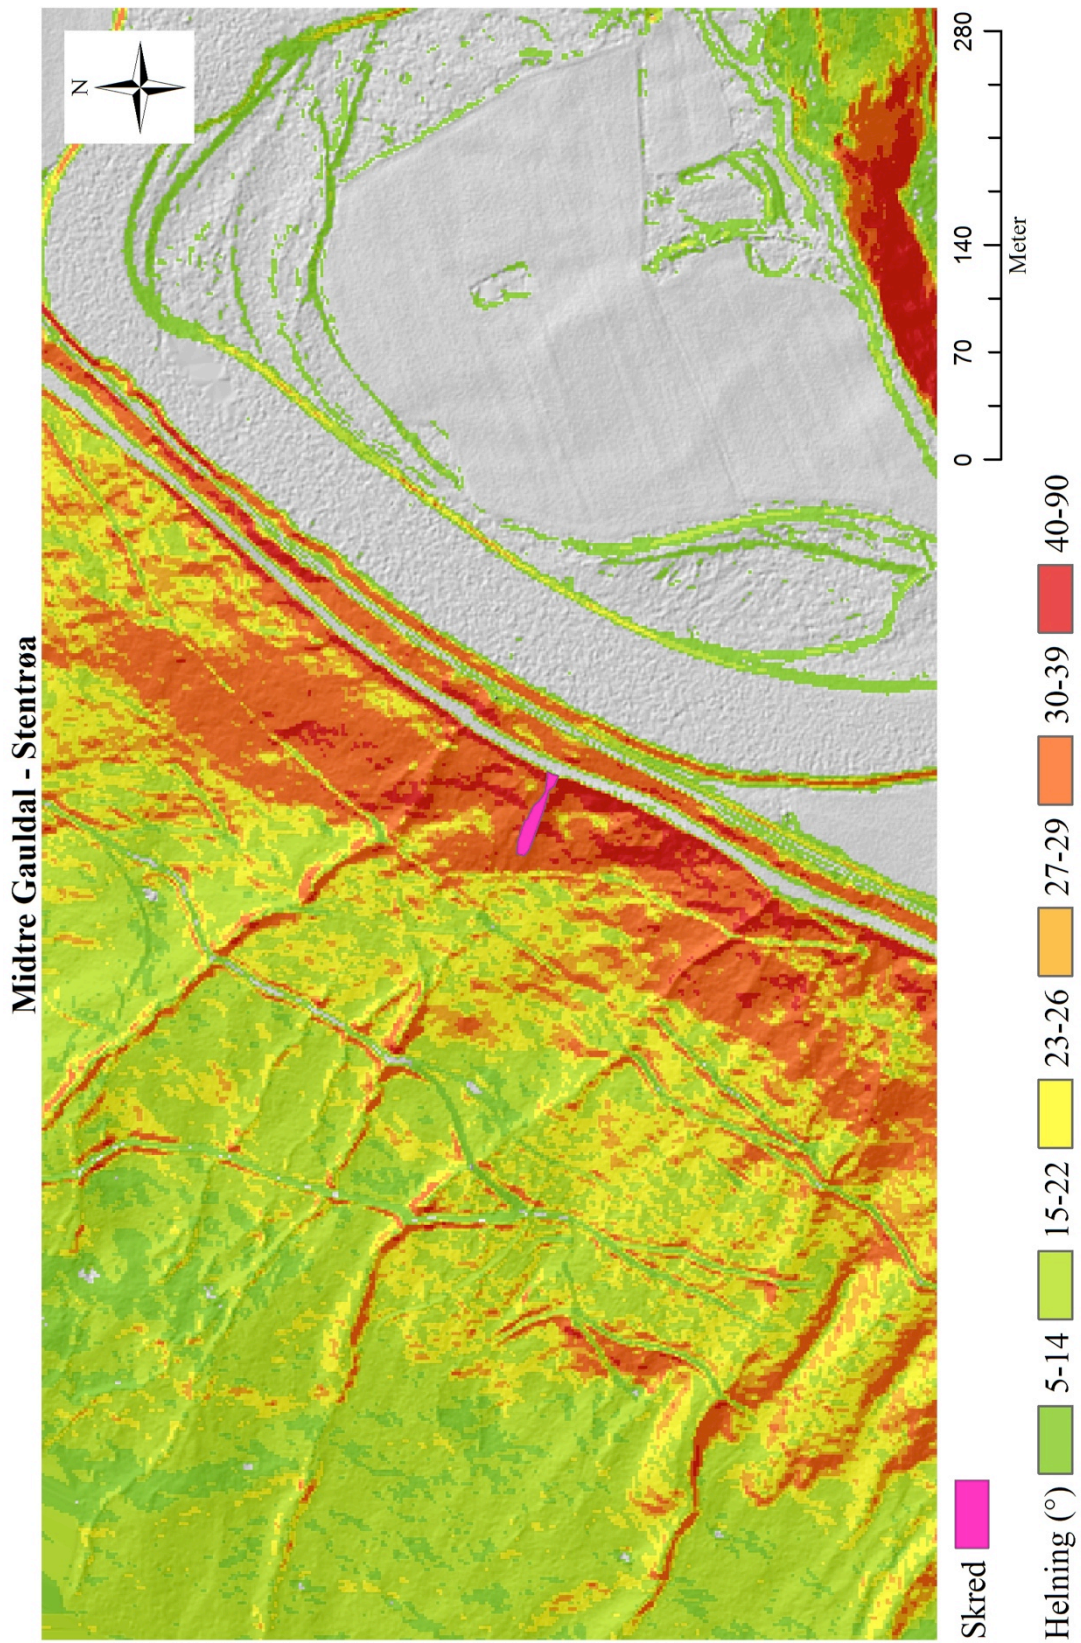 Midtre Gauldal - Stentrøa
N
Skred
0 70 140 280
Meter
Helning (°) 5-14 15-22 23-26 27-29 30-39 40-90